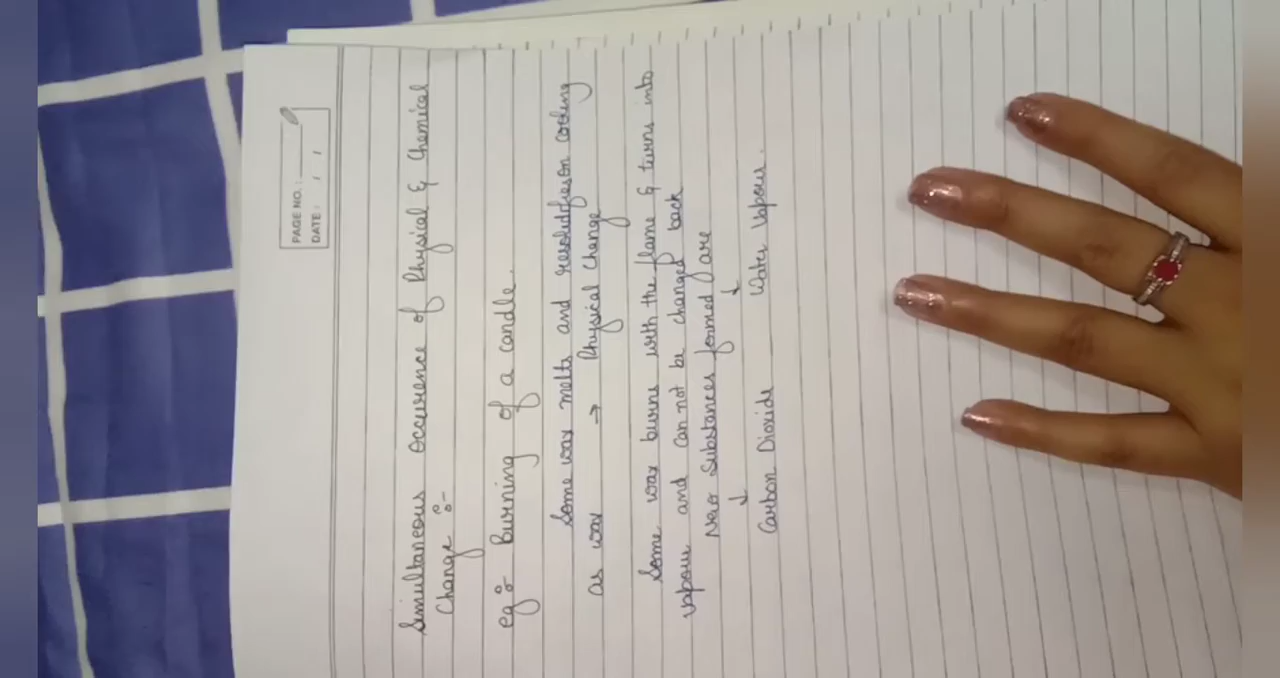 PAGE NO. :
DATE : / /
Simultaneous occurence of Physical & Chemical
Change :-
eg :- burning of a candle.
Some wax melts and resolidifies on cooling
as wax → Physical Change
Some wax burns with the flame & turns into
vapour and can not be changed back
New Substances formed are
↓ ↓
Carbon Dioxide Water Vapour.